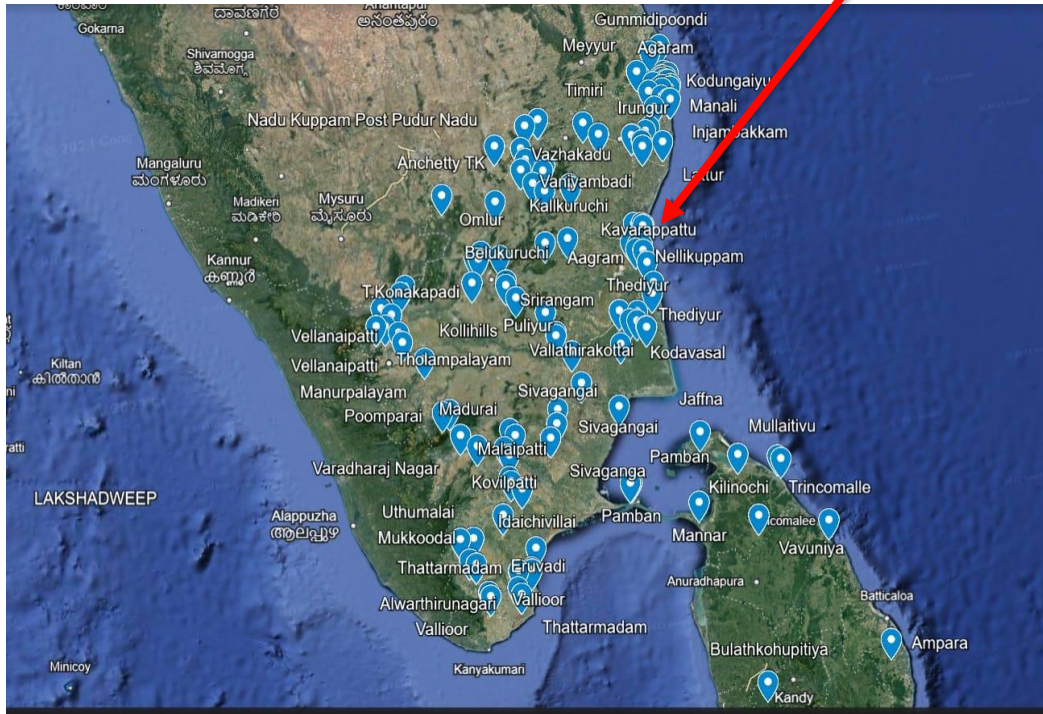 ದಾವಣಗೆರೆ
Gokarna
అనంతపురం
Gummidipoondi
Meyyur
Agaram
Shivamogga
ಶಿವಮೊಗ್ಗ
Kodungaiyu
Timiri
Irungur
Manali
Nadu Kuppam Post Pudur Nadu
Injambakkam
Mangaluru
ಮಂಗಳೂರು
Anchetty TK
Vazhakadu
Vaniyambadi
Lattur
Madikeri
ಮಡಿಕೇರಿ
Mysuru
ಮೈಸೂರು
Kallkuruchi
Omlur
Kavarappattu
Kannur
കണ്ണൂർ
Belukuruchi
Aagram
Nellikuppam
T.Konakapadi
Thediyur
Srirangam
Vellanaipatti
Kollihills
Puliyur
Thediyur
Kiltan
കിൽതാൻ
Vellanaipatti
Tholampalayam
Vallathirakottai
Kodavasal
Manurpalayam
Sivagangai
Jaffna
Poomparai
Madurai
Sivagangai
Mullaitivu
Varadharaj Nagar
Malaipatti
Sivaganga
Pamban
Kilinochi
Trincomalle
LAKSHADWEEP
Kovilpatti
Alappuzha
ആലപ്പുഴ
Uthumalai
Idaichivillai
Pamban
Mannar
Mukkoodal
Vavuniya
Thattarmadam
Eruvadi
Anuradhapura
Batticaloa
Alwarthirunagari
Vallioor
Vallioor
Thattarmadam
Ampara
Bulathkohupitiya
Minicoy
Kanyakumari
Kandy